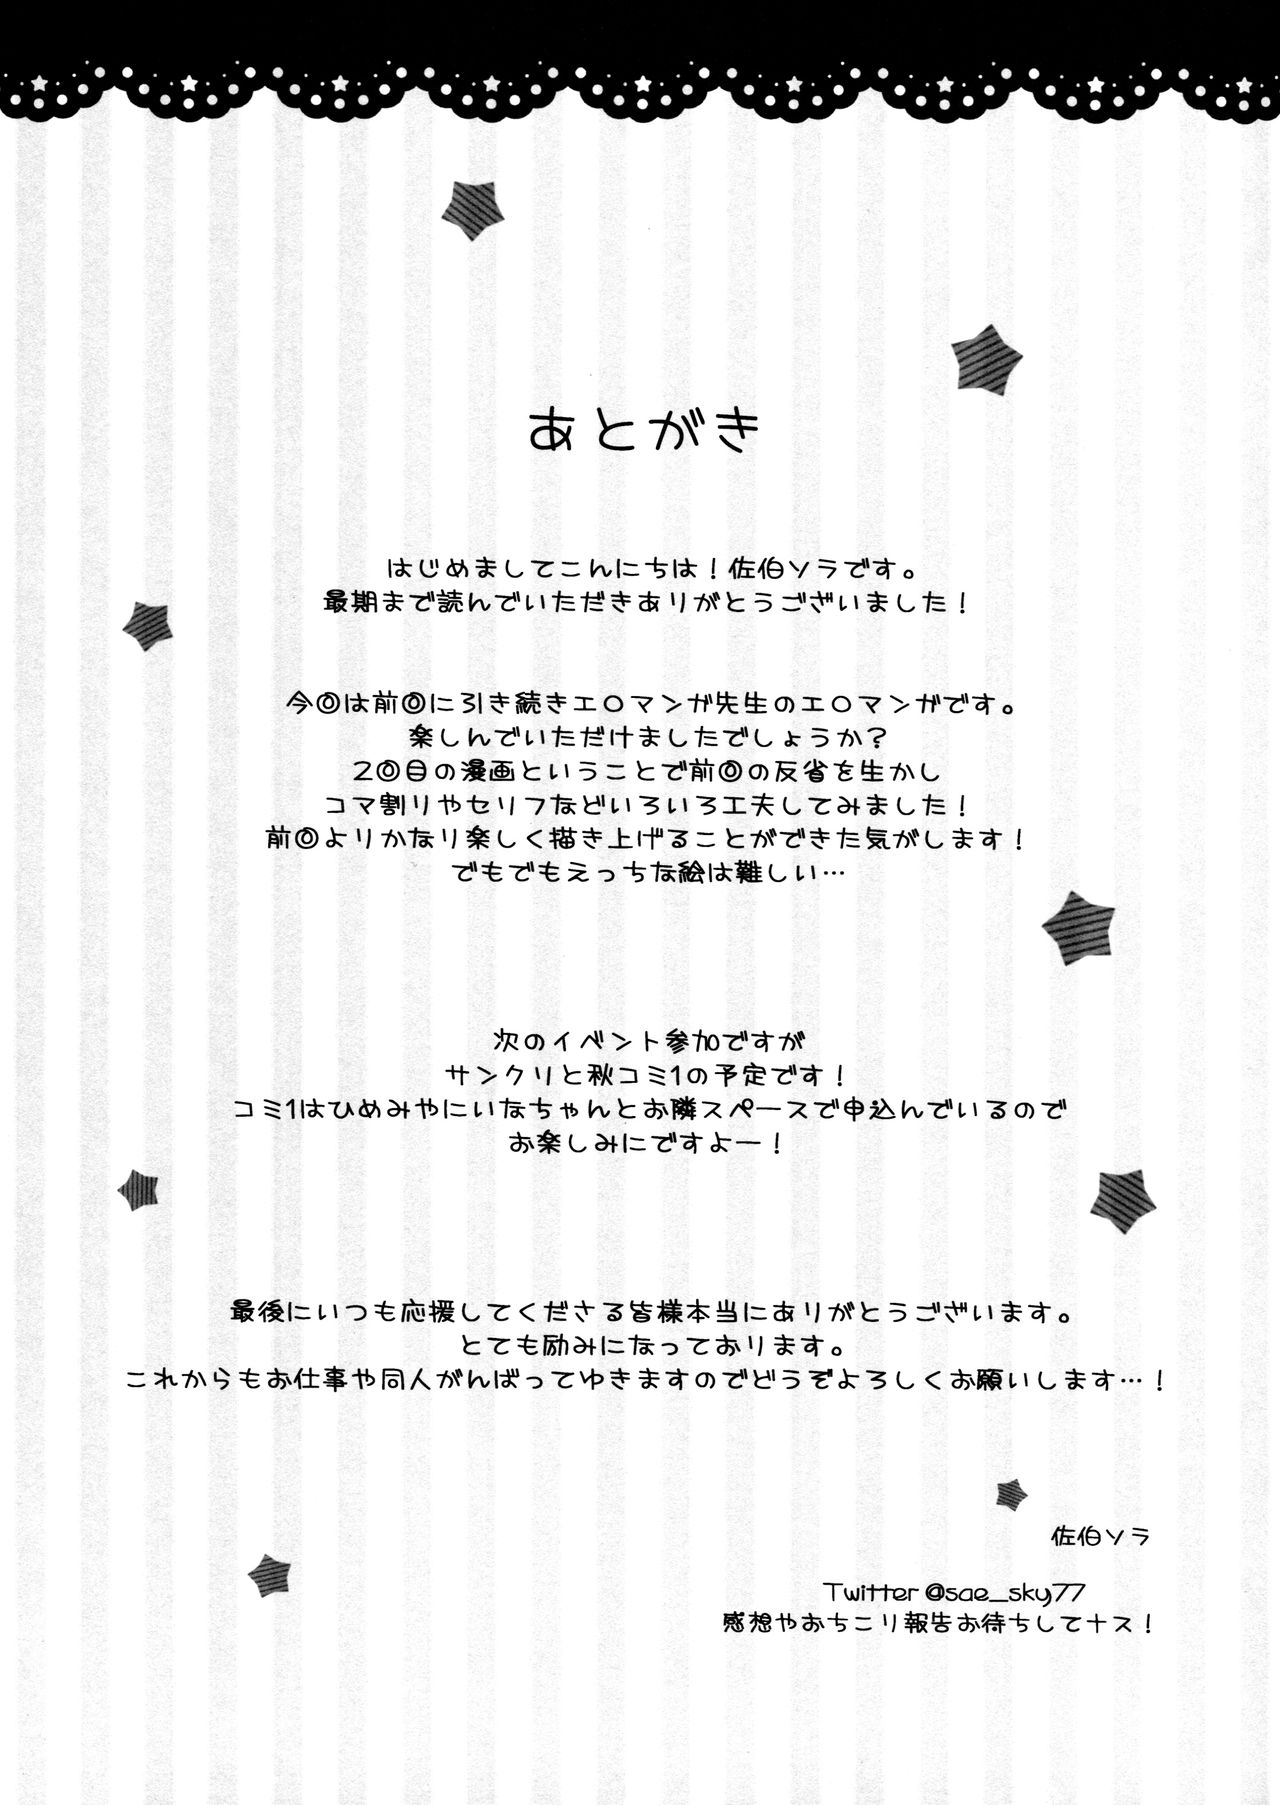 あとがき
はじめましてこんにちは！佐伯ソラです。
最期まで読んでいただきありがとうございました！
今回は前回に引き続きエロマンガ先生のエロマンガです。
楽しんでいただけましたでしょうか？
2回目の漫画ということで前回の反省を生かし
コマ割りやセリフなどいろいろ工夫してみました！
前回よりかなり楽しく描き上げることができた気がします！
でもでもえっちな絵は難しい…
次のイベント参加ですが
サンクリと秋コミ1の予定です！
コミ1はひめみやにいなちゃんとお隣スペースで申込んでいるので
お楽しみにですよー！
最後にいつも応援してくださる皆様本当にありがとうございます。
とても励みになっております。
これからもお仕事や同人がんばってゆきますのでどうぞよろしくお願いします…！
佐伯ソラ
Twitter @sae_sky77
感想やおちこり報告お待ちしてナス！